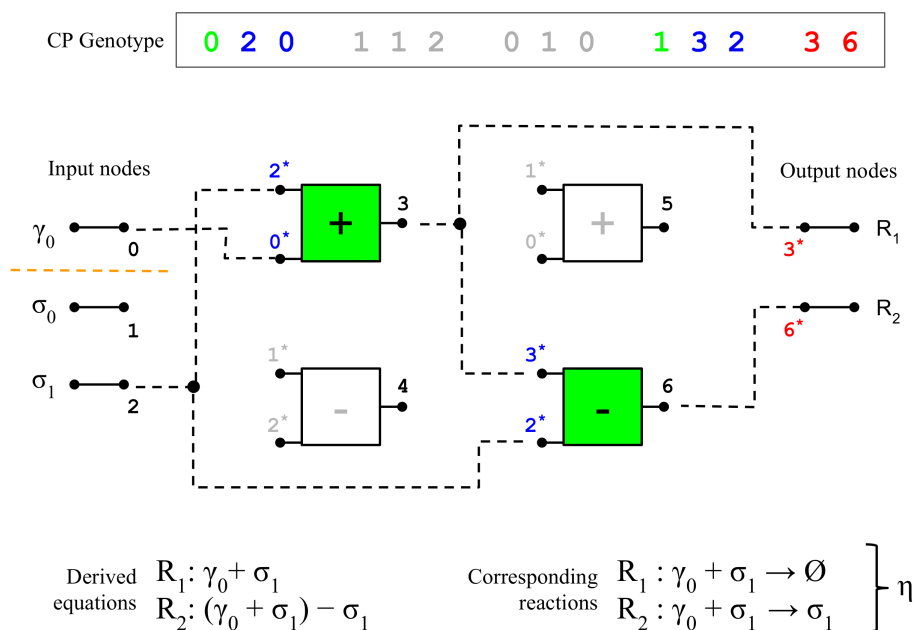 CP Genotype 0 2 0 1 1 2 0 1 0 1 3 2 3 6
Input nodes
Output nodes
γ0
0
σ0
1
σ1
2
2*
0*
+
3
1*
2*
-
4
1*
0*
+
5
3*
2*
-
6
3*
R1
6*
R2
Derived equations
R1: γ0 + σ1
R2: (γ0 + σ1) − σ1
Corresponding reactions
R1 : γ0 + σ1 → Ø
R2 : γ0 + σ1 → σ1
η